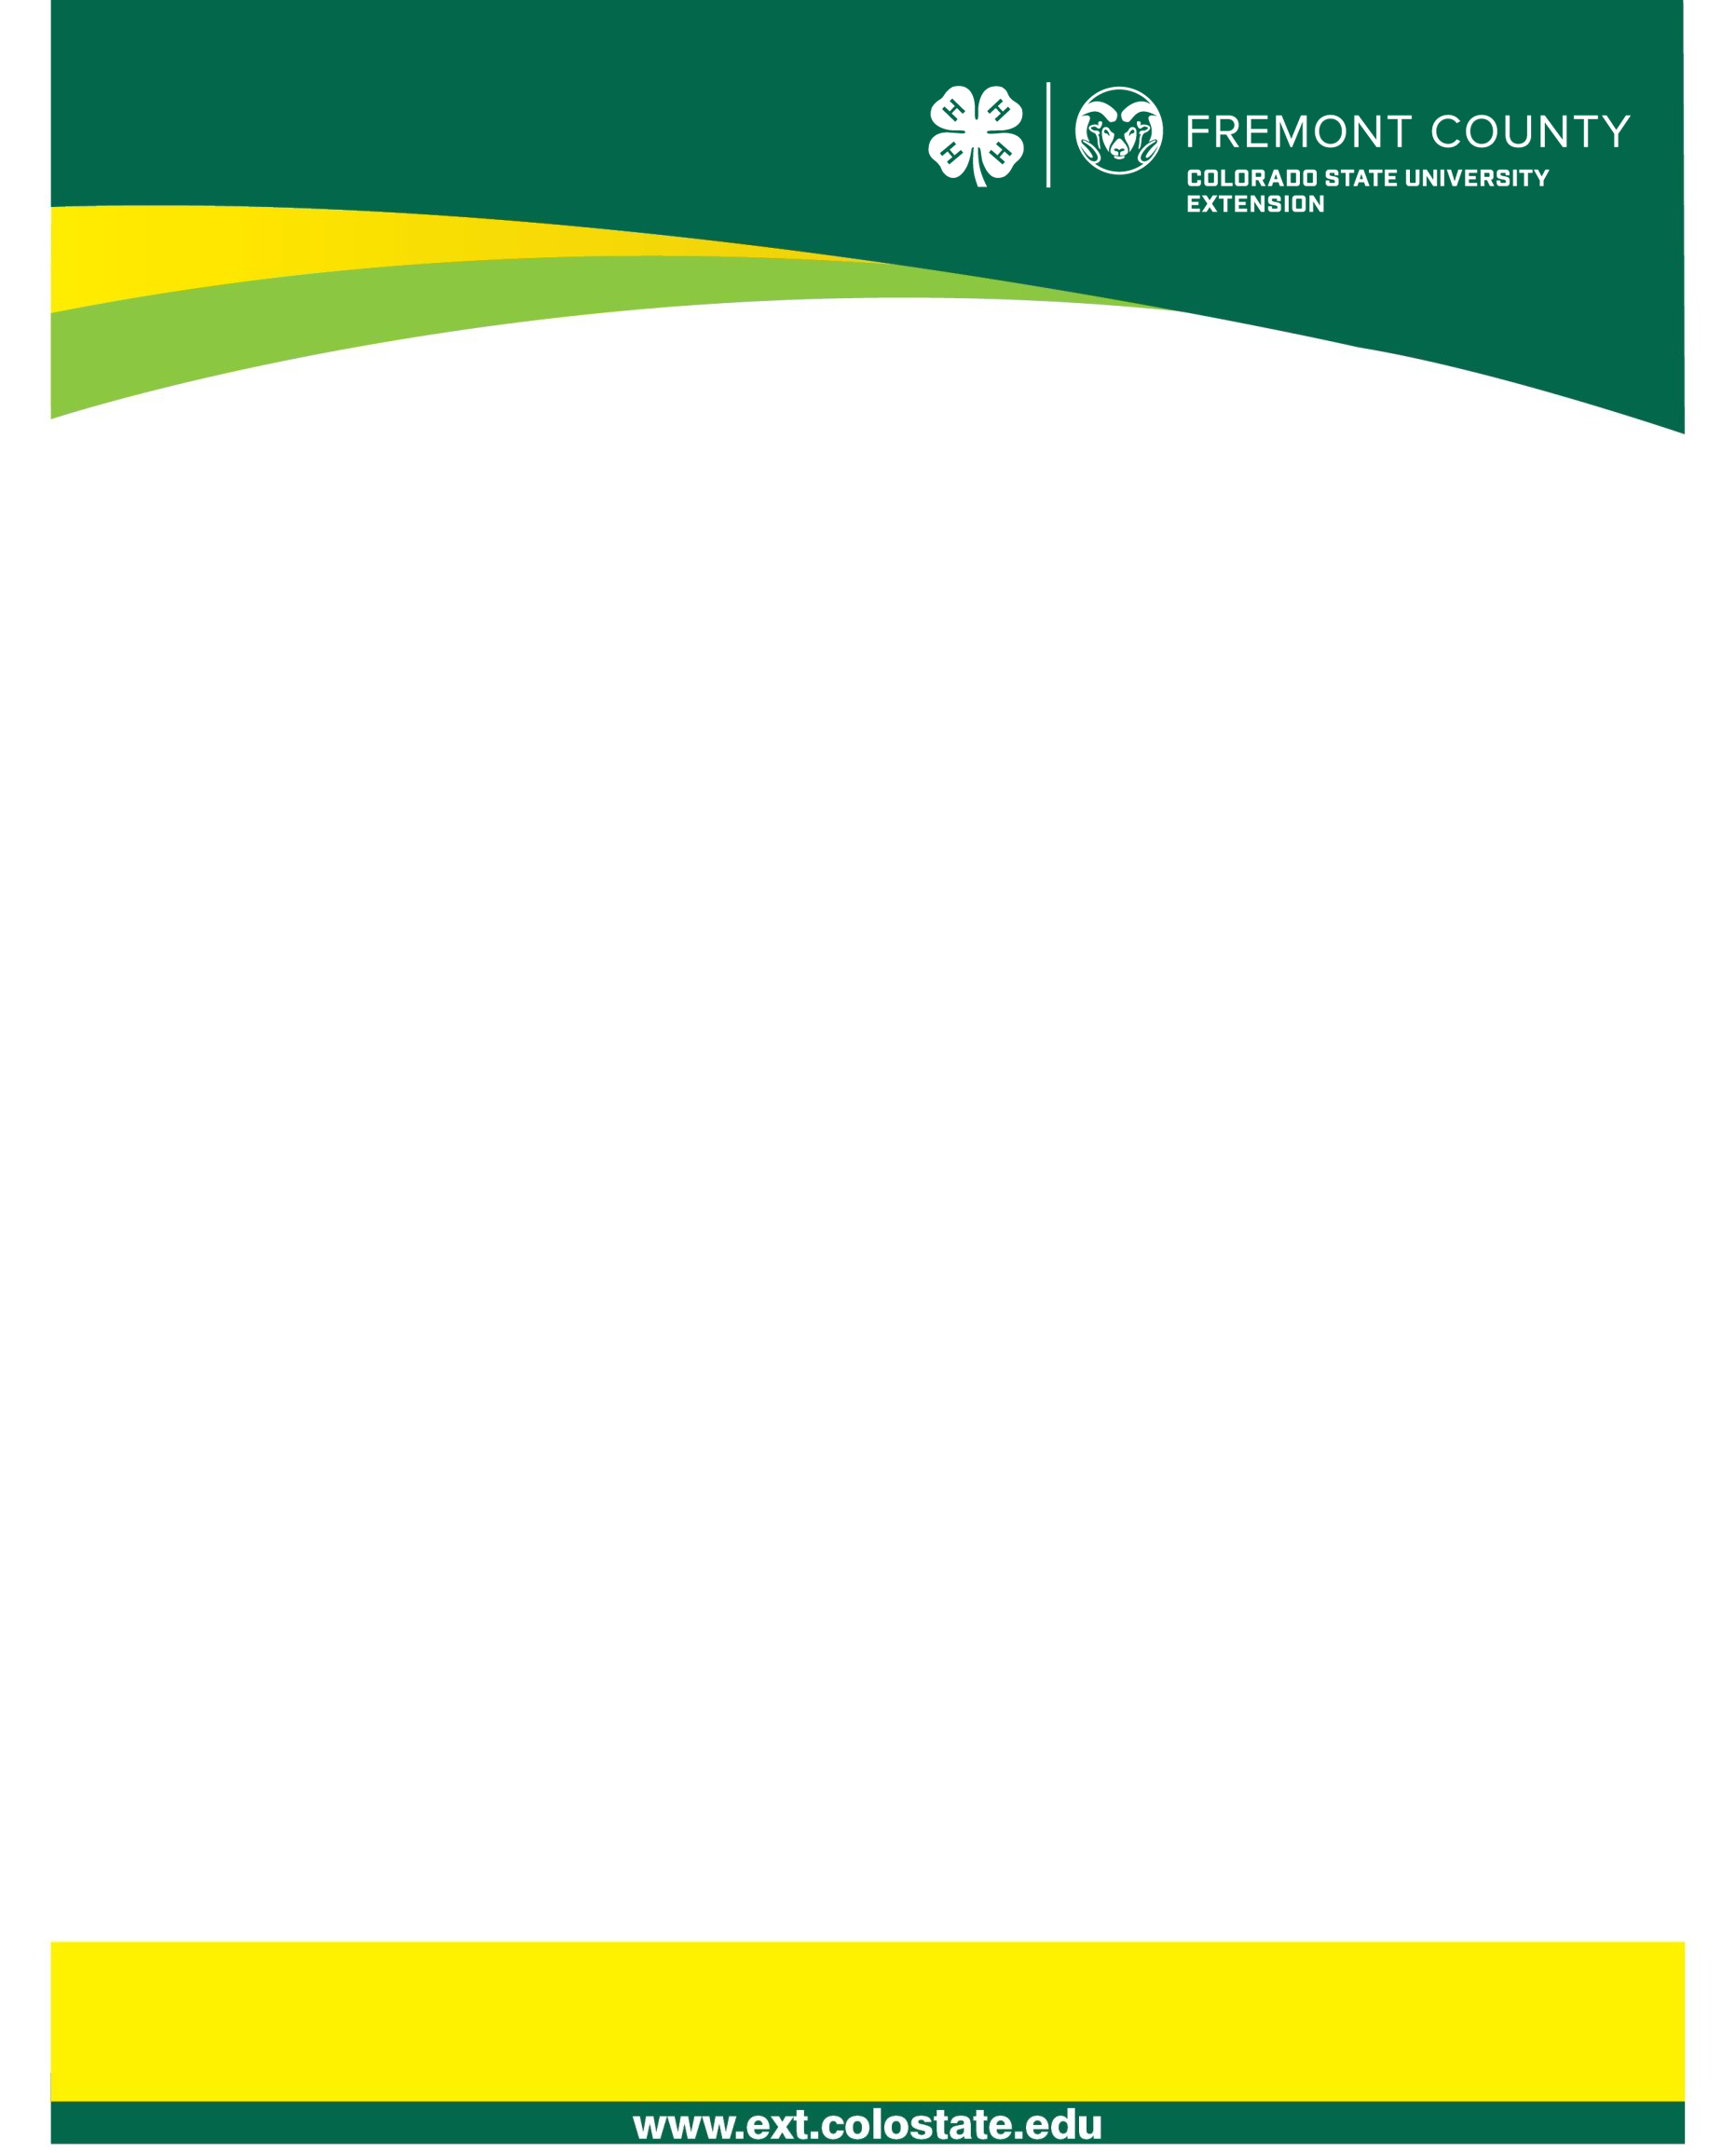 H H
H H
FREMONT COUNTY
COLORADO STATE UNIVERSITY
EXTENSION
www.ext.colostate.edu